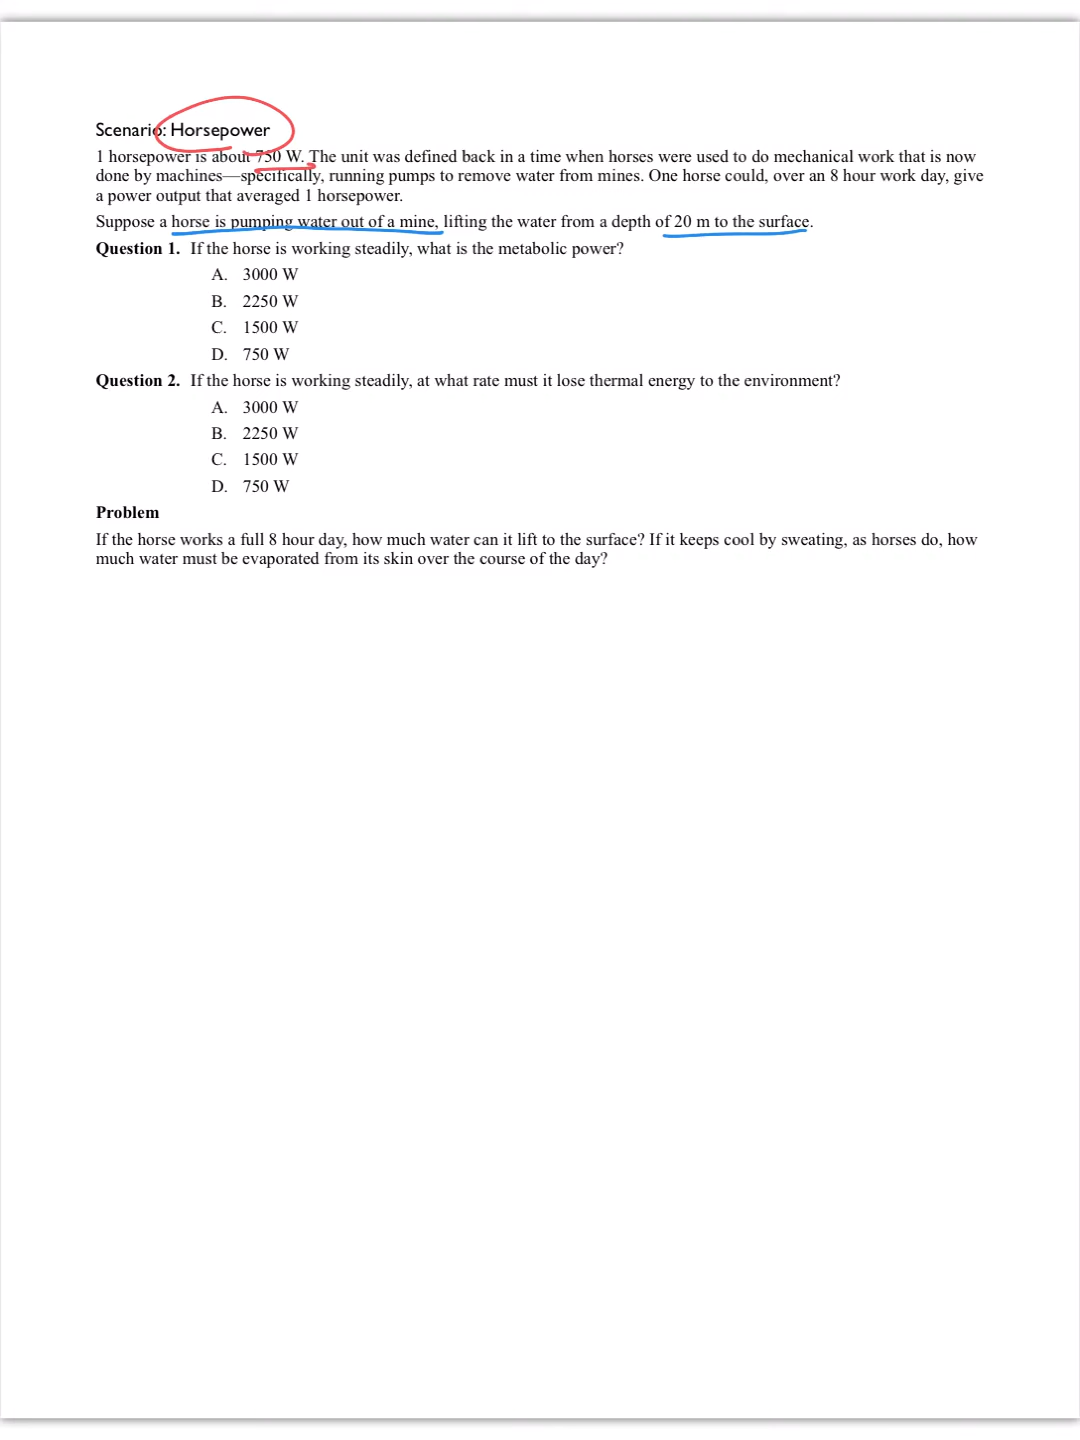 Scenario: Horsepower
1 horsepower is about 750 W. The unit was defined back in a time when horses were used to do mechanical work that is now
done by machines—specifically, running pumps to remove water from mines. One horse could, over an 8 hour work day, give
a power output that averaged 1 horsepower.
Suppose a horse is pumping water out of a mine, lifting the water from a depth of 20 m to the surface.
Question 1. If the horse is working steadily, what is the metabolic power?
A. 3000 W
B. 2250 W
C. 1500 W
D. 750 W
Question 2. If the horse is working steadily, at what rate must it lose thermal energy to the environment?
A. 3000 W
B. 2250 W
C. 1500 W
D. 750 W
Problem
If the horse works a full 8 hour day, how much water can it lift to the surface? If it keeps cool by sweating, as horses do, how
much water must be evaporated from its skin over the course of the day?